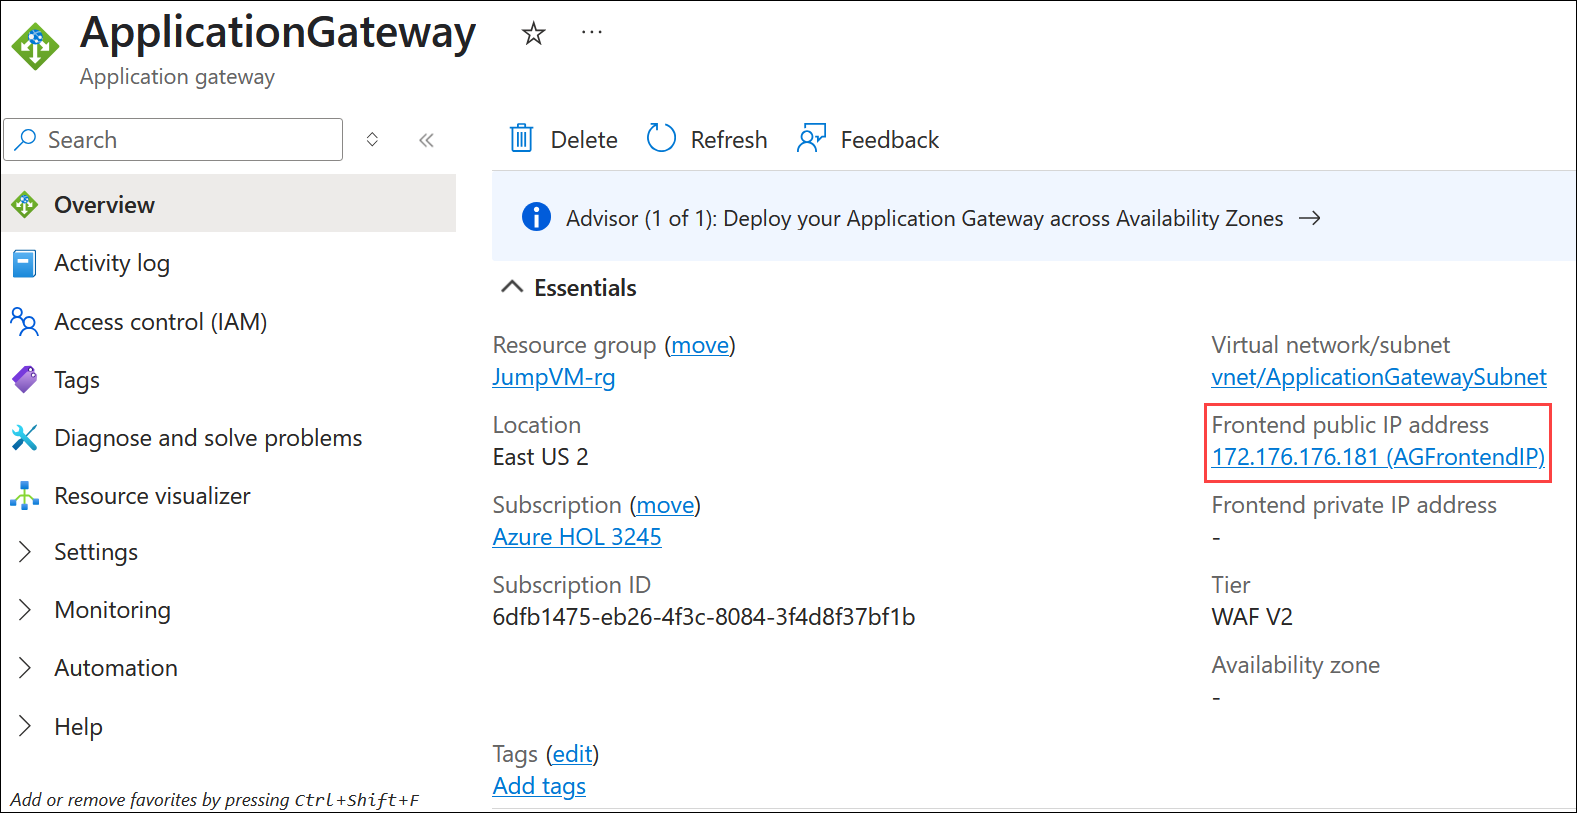 ApplicationGateway
Application gateway
Search
Delete
Refresh
Feedback
Overview
Activity log
Access control (IAM)
Tags
Diagnose and solve problems
Resource visualizer
Settings
Monitoring
Automation
Help
Add or remove favorites by pressing Ctrl+Shift+F
Advisor (1 of 1): Deploy your Application Gateway across Availability Zones →
Essentials
Resource group (move)
JumpVM-rg
Location
East US 2
Subscription (move)
Azure HOL 3245
Subscription ID
6dfb1475-eb26-4f3c-8084-3f4d8f37bf1b
Virtual network/subnet
vnet/ApplicationGatewaySubnet
Frontend public IP address
172.176.176.181 (AGFrontendIP)
Frontend private IP address
-
Tier
WAF V2
Availability zone
-
Tags (edit)
Add tags